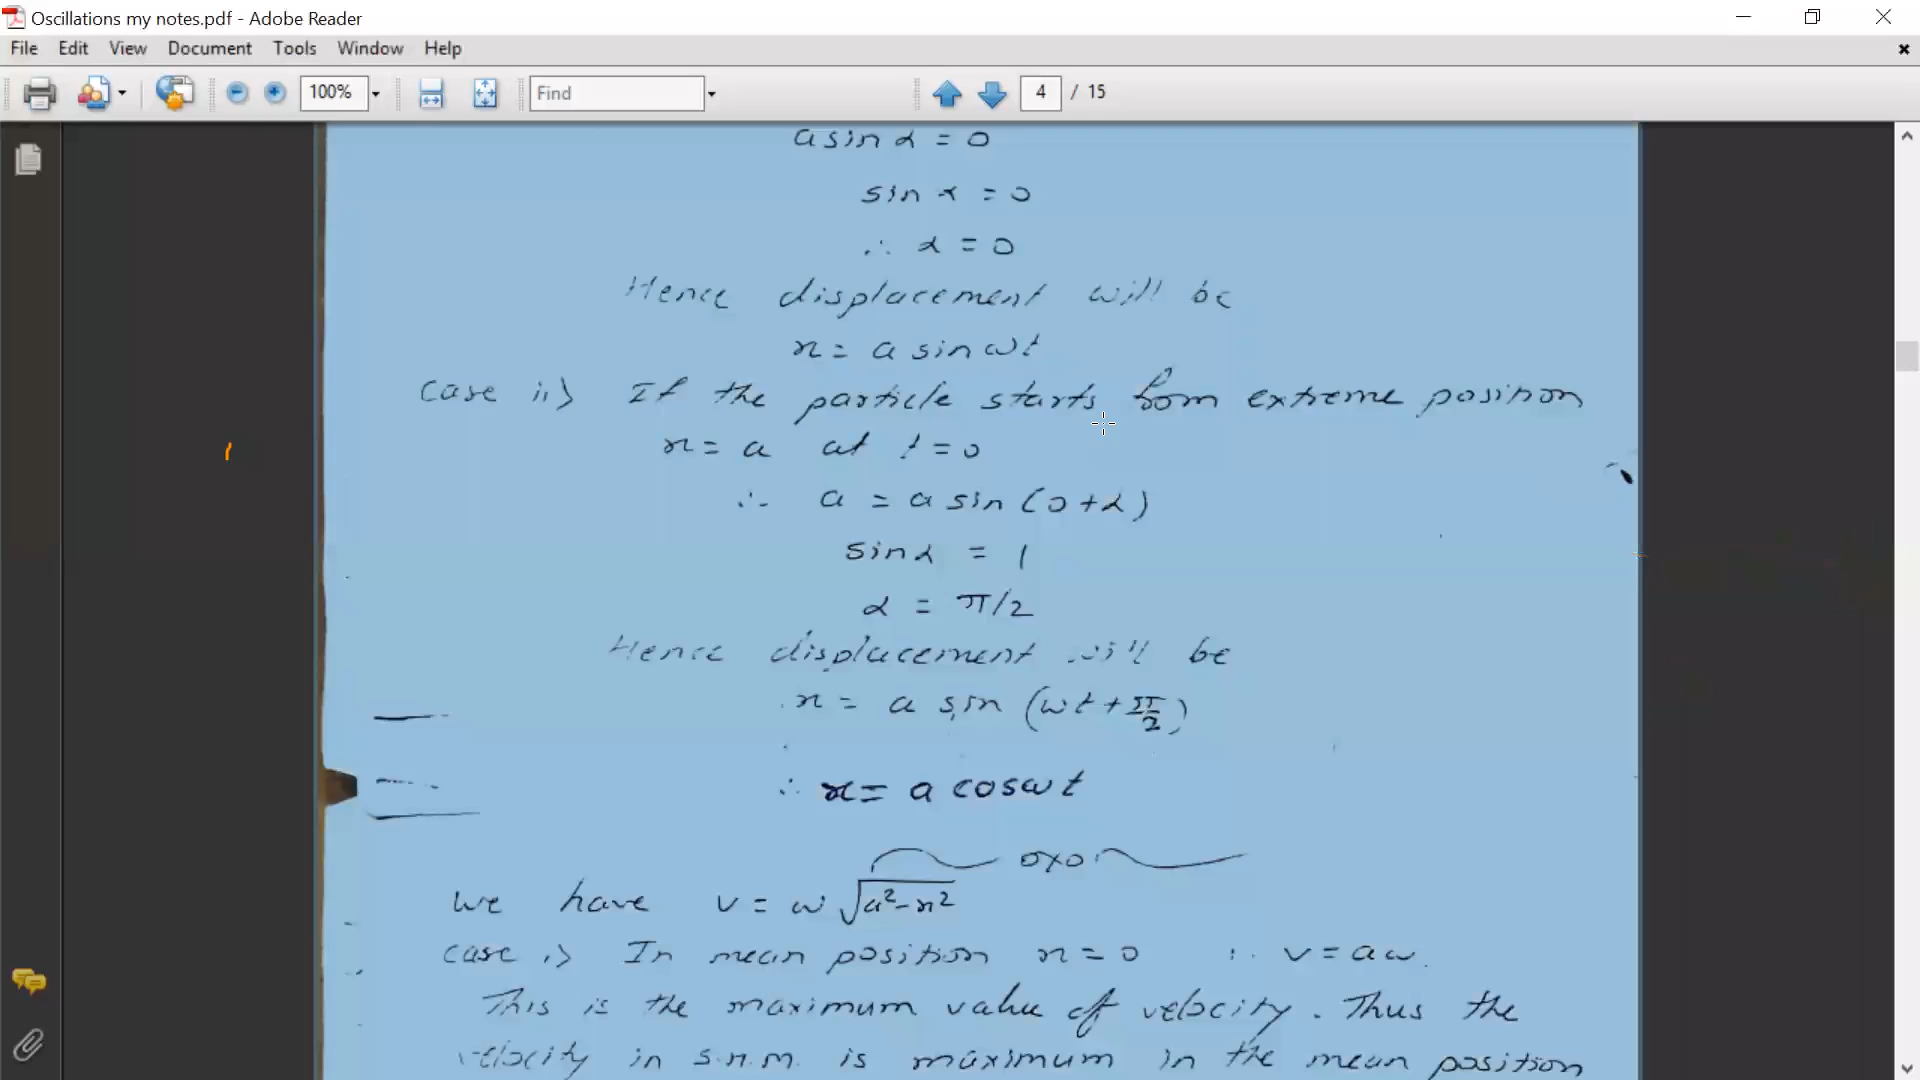 Oscillations my notes.pdf - Adobe Reader
File Edit View Document Tools Window Help
100% Find 4 / 15
a sin α = 0
sin α = 0
∴ α = 0
Hence displacement will be
x = a sin ωt
Case ii) If the particle starts from extreme position
x = a at t = 0
∴ a = a sin (0+α)
sin α = 1
α = π/2
Hence displacement will be
x = a sin (ωt + π/2)
∴ x = a cosωt
0x0
We have v = ω √a²-x²
Case i) In mean position x = 0 ∴ v = aω.
This is the maximum value of velocity. Thus the
velocity in s.h.m. is maximum in the mean position